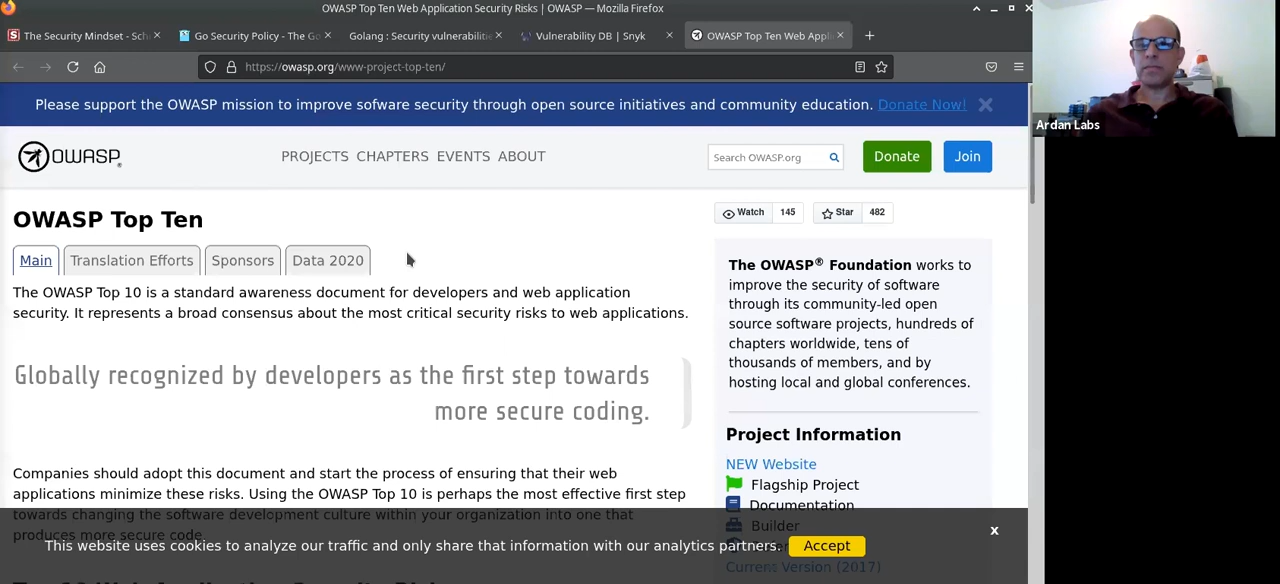 OWASP Top Ten Web Application Security Risks | OWASP — Mozilla Firefox
The Security Mindset - Sch
Go Security Policy - The Go
Golang : Security vulnerabilitie
Vulnerability DB | Snyk
OWASP Top Ten Web Appli
https://owasp.org/www-project-top-ten/
Ardan Labs
Please support the OWASP mission to improve sofware security through open source initiatives and community education. Donate Now!
OWASP
PROJECTS CHAPTERS EVENTS ABOUT
Search OWASP.org
Donate
Join
OWASP Top Ten
Watch 145
Star 482
Main
Translation Efforts
Sponsors
Data 2020
The OWASP Top 10 is a standard awareness document for developers and web application
security. It represents a broad consensus about the most critical security risks to web applications.
Globally recognized by developers as the first step towards
more secure coding.
Companies should adopt this document and start the process of ensuring that their web
applications minimize these risks. Using the OWASP Top 10 is perhaps the most effective first step
towards changing the software development culture within your organization into one that
produces more secure code.
The OWASP® Foundation works to
improve the security of software
through its community-led open
source software projects, hundreds of
chapters worldwide, tens of
thousands of members, and by
hosting local and global conferences.
Project Information
NEW Website
Flagship Project
Documentation
Builder
Current Version (2017)
This website uses cookies to analyze our traffic and only share that information with our analytics partners.
Accept
x